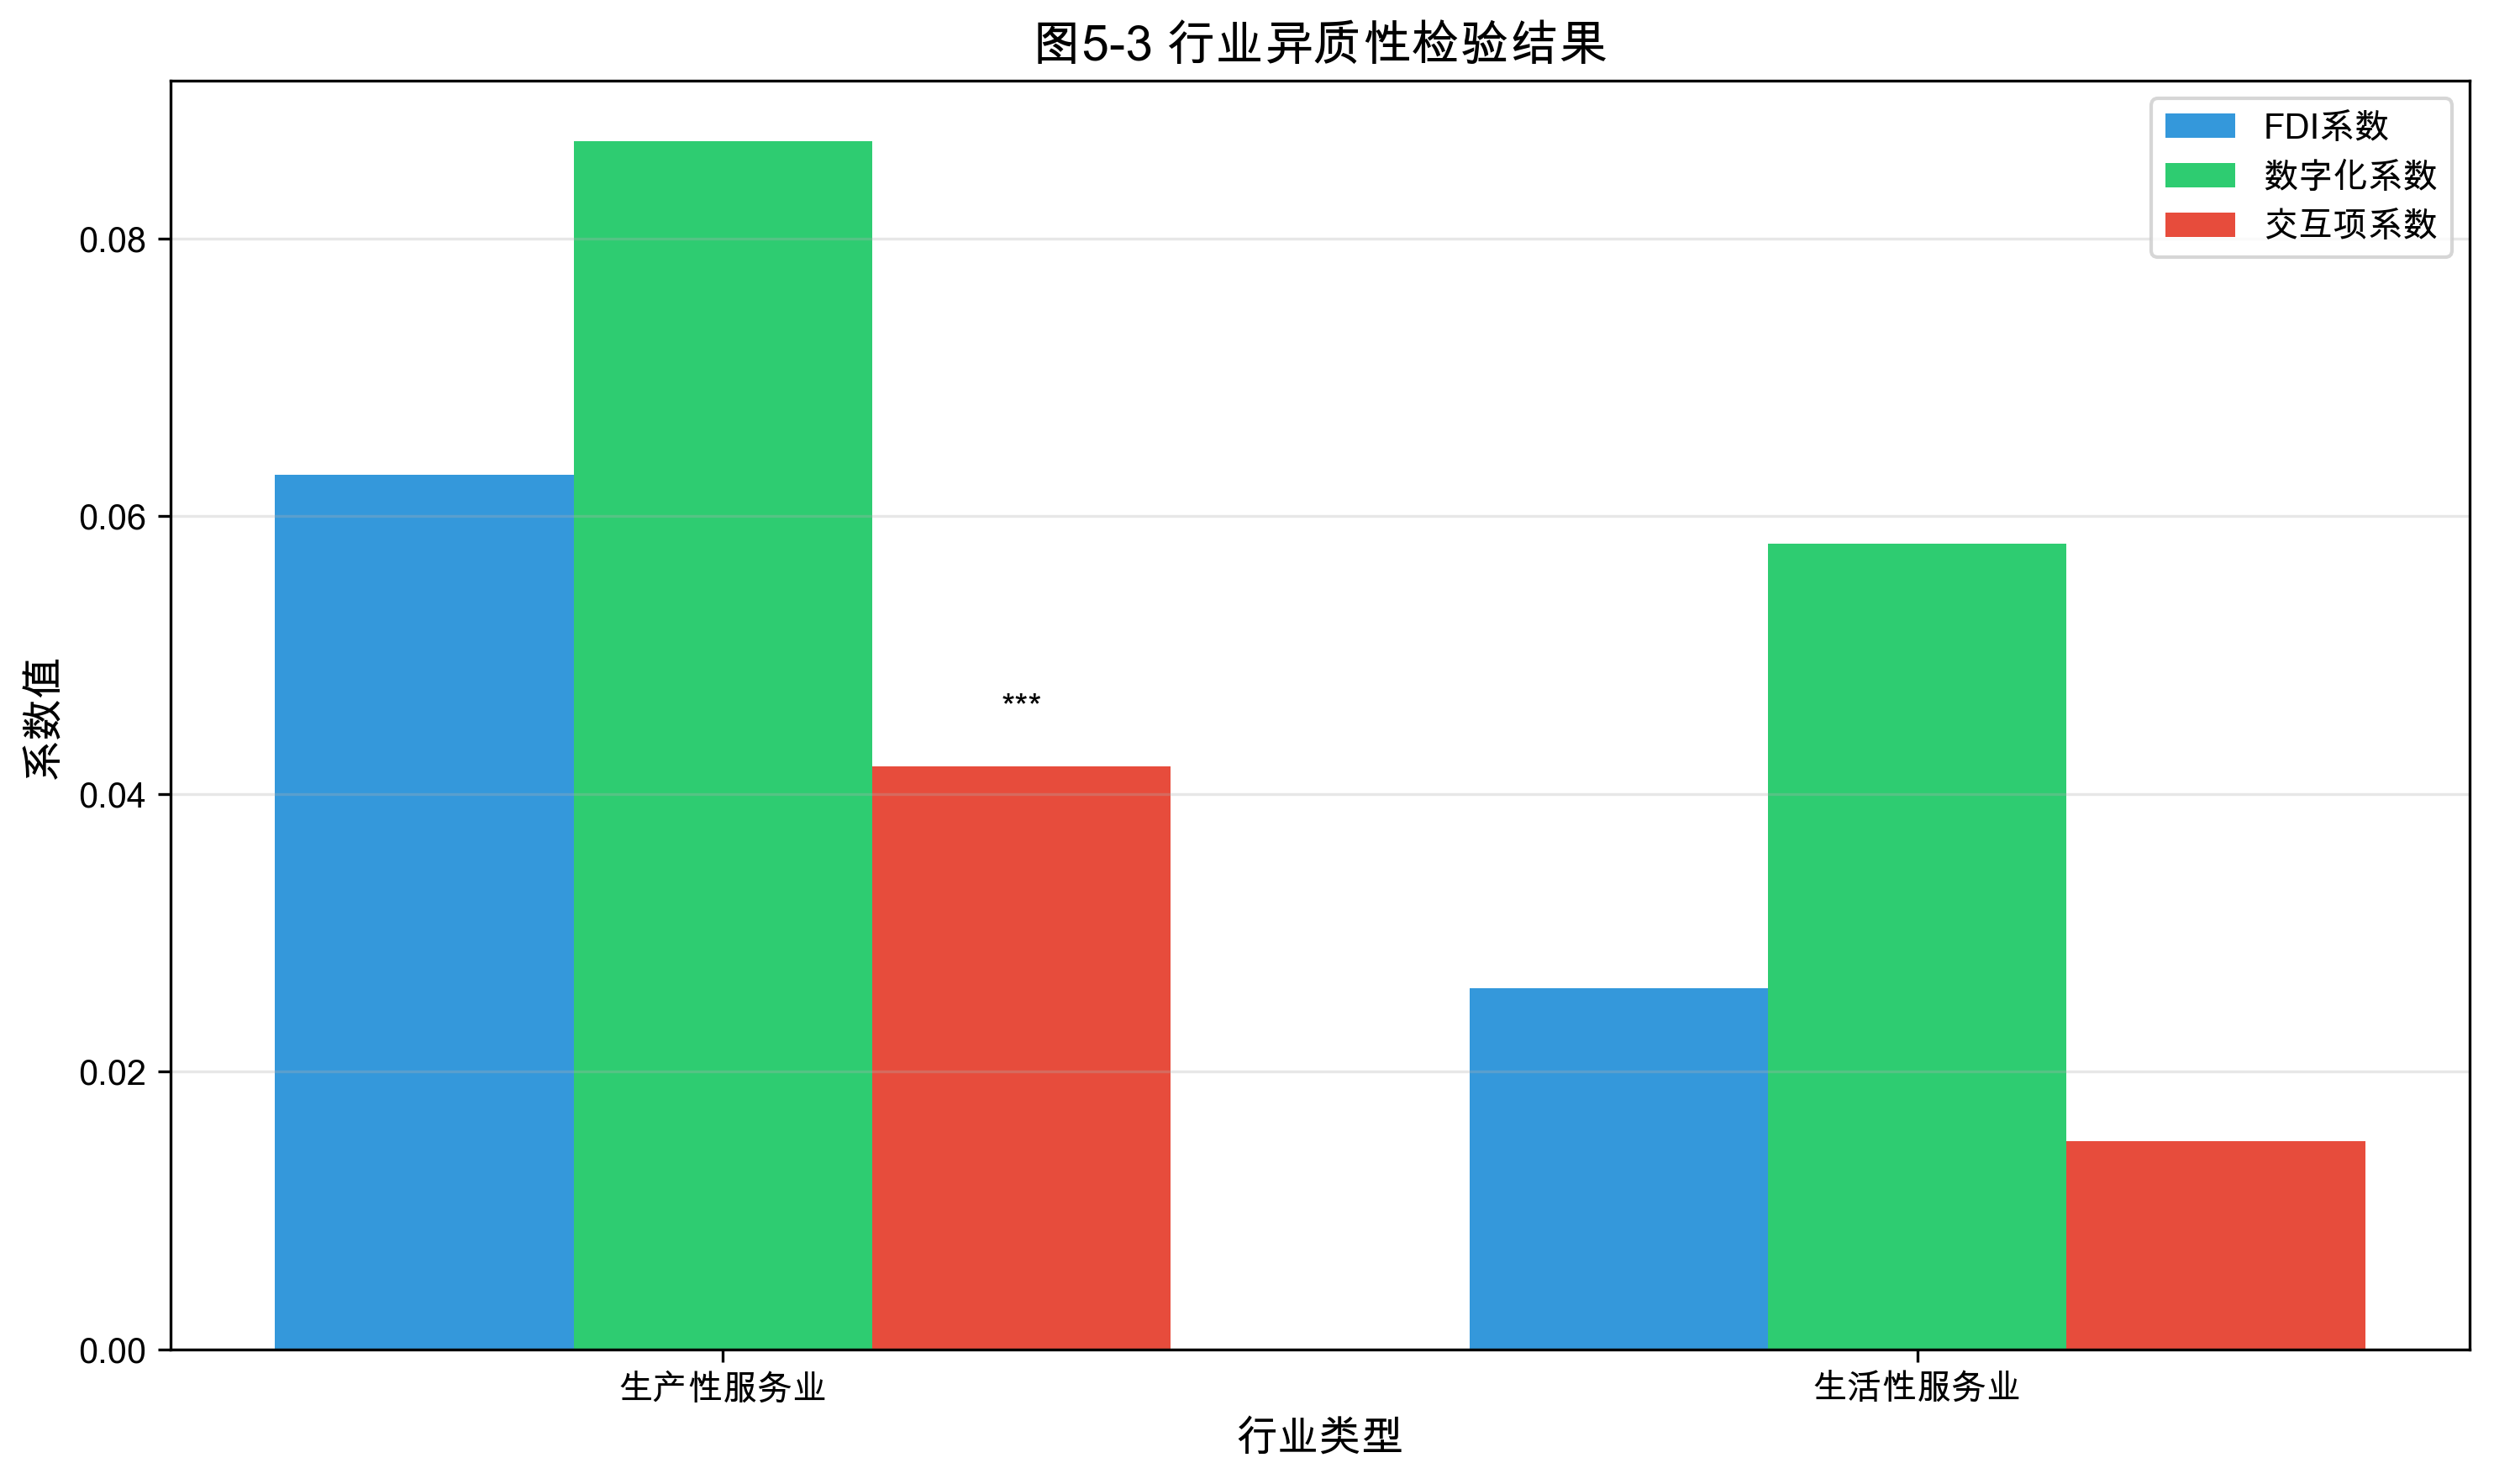 图5-3 行业异质性检验结果
FDI系数
数字化系数
交互项系数
系数值
0.08
0.06
0.04
0.02
0.00
***
生产性服务业
生活性服务业
行业类型